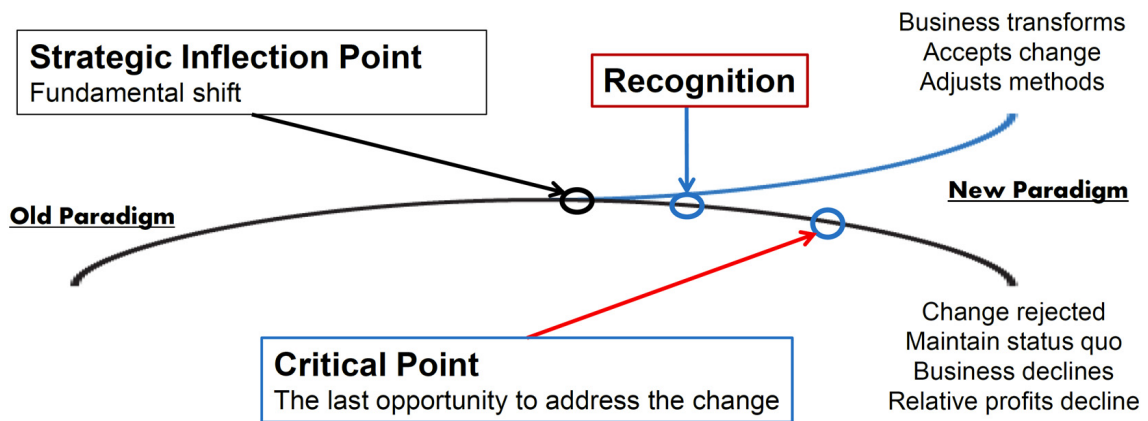 Strategic Inflection Point
Fundamental shift
Recognition
Business transforms
Accepts change
Adjusts methods
Old Paradigm
New Paradigm
Critical Point
The last opportunity to address the change
Change rejected
Maintain status quo
Business declines
Relative profits decline